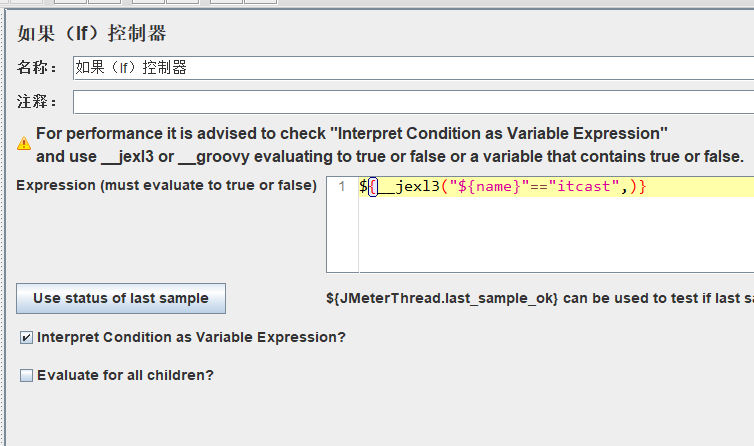 如果（If）控制器
名称： 如果（If）控制器
注释：
For performance it is advised to check "Interpret Condition as Variable Expression"
and use __jexl3 or __groovy evaluating to true or false or a variable that contains true or false.
Expression (must evaluate to true or false) 1 ${__jexl3("${name}"=="itcast",)}
Use status of last sample ${JMeterThread.last_sample_ok} can be used to test if last
Interpret Condition as Variable Expression?
Evaluate for all children?